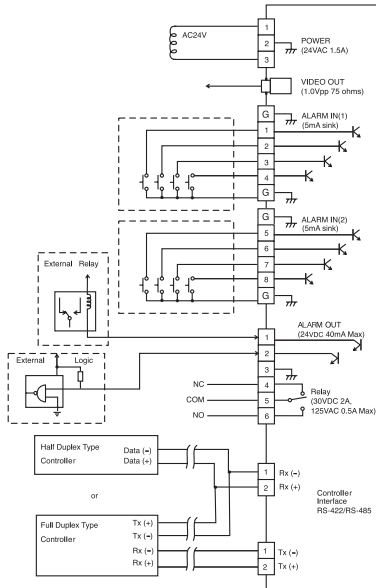 AC24V
1
2
3
POWER
(24VAC 1.5A)
VIDEO OUT
(1.0Vpp 75 ohms)
G
1
2
3
4
G
ALARM IN(1)
(5mA sink)
G
5
6
7
8
G
ALARM IN(2)
(5mA sink)
External Relay
External Logic
1
2
3
4
5
6
ALARM OUT
(24VDC 40mA Max)
NC
COM
NO
Relay
(30VDC 2A,
125VAC 0.5A Max)
Half Duplex Type
Controller
Data (−)
Data (+)
or
Full Duplex Type
Controller
Tx (+)
Tx (−)
Rx (−)
Rx (+)
1 Rx (−)
2 Rx (+)
Controller
Interface
RS-422/RS-485
1 Tx (−)
2 Tx (+)